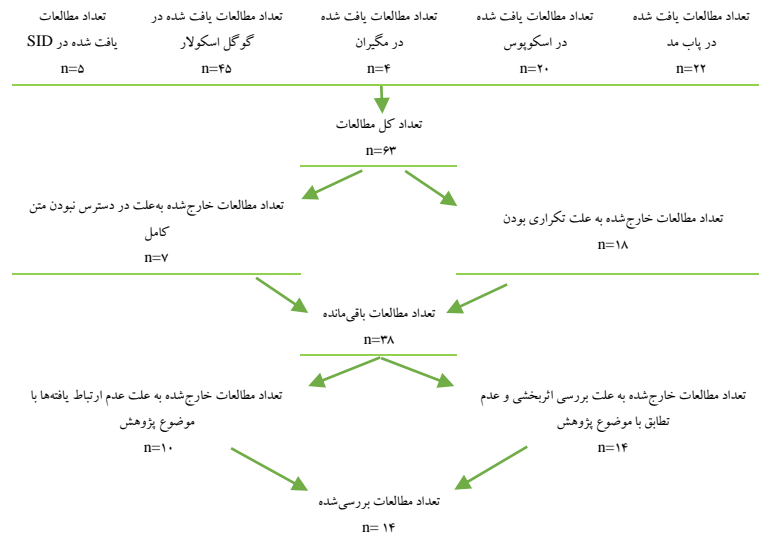 تعداد مطالعات یافت شده
در پاب مد
n=۲۲
تعداد مطالعات یافت شده
در اسکوپوس
n=۲۰
تعداد مطالعات یافت شده
در مگیران
n=۴
تعداد مطالعات یافت شده در
گوگل اسکولار
n=۴۵
تعداد مطالعات
یافت شده در SID
n=۵
تعداد کل مطالعات
n=۶۳
تعداد مطالعات خارج‌شده به علت تکراری بودن
n=۱۸
تعداد مطالعات خارج‌شده به‌علت در دسترس نبودن متن
کامل
n=۷
تعداد مطالعات باقی‌مانده
n=۳۸
تعداد مطالعات خارج‌شده به علت بررسی اثربخشی و عدم
تطابق با موضوع پژوهش
n=۱۴
تعداد مطالعات خارج‌شده به علت عدم ارتباط یافته‌ها با
موضوع پژوهش
n=۱۰
تعداد مطالعات بررسی‌شده
n= ۱۴